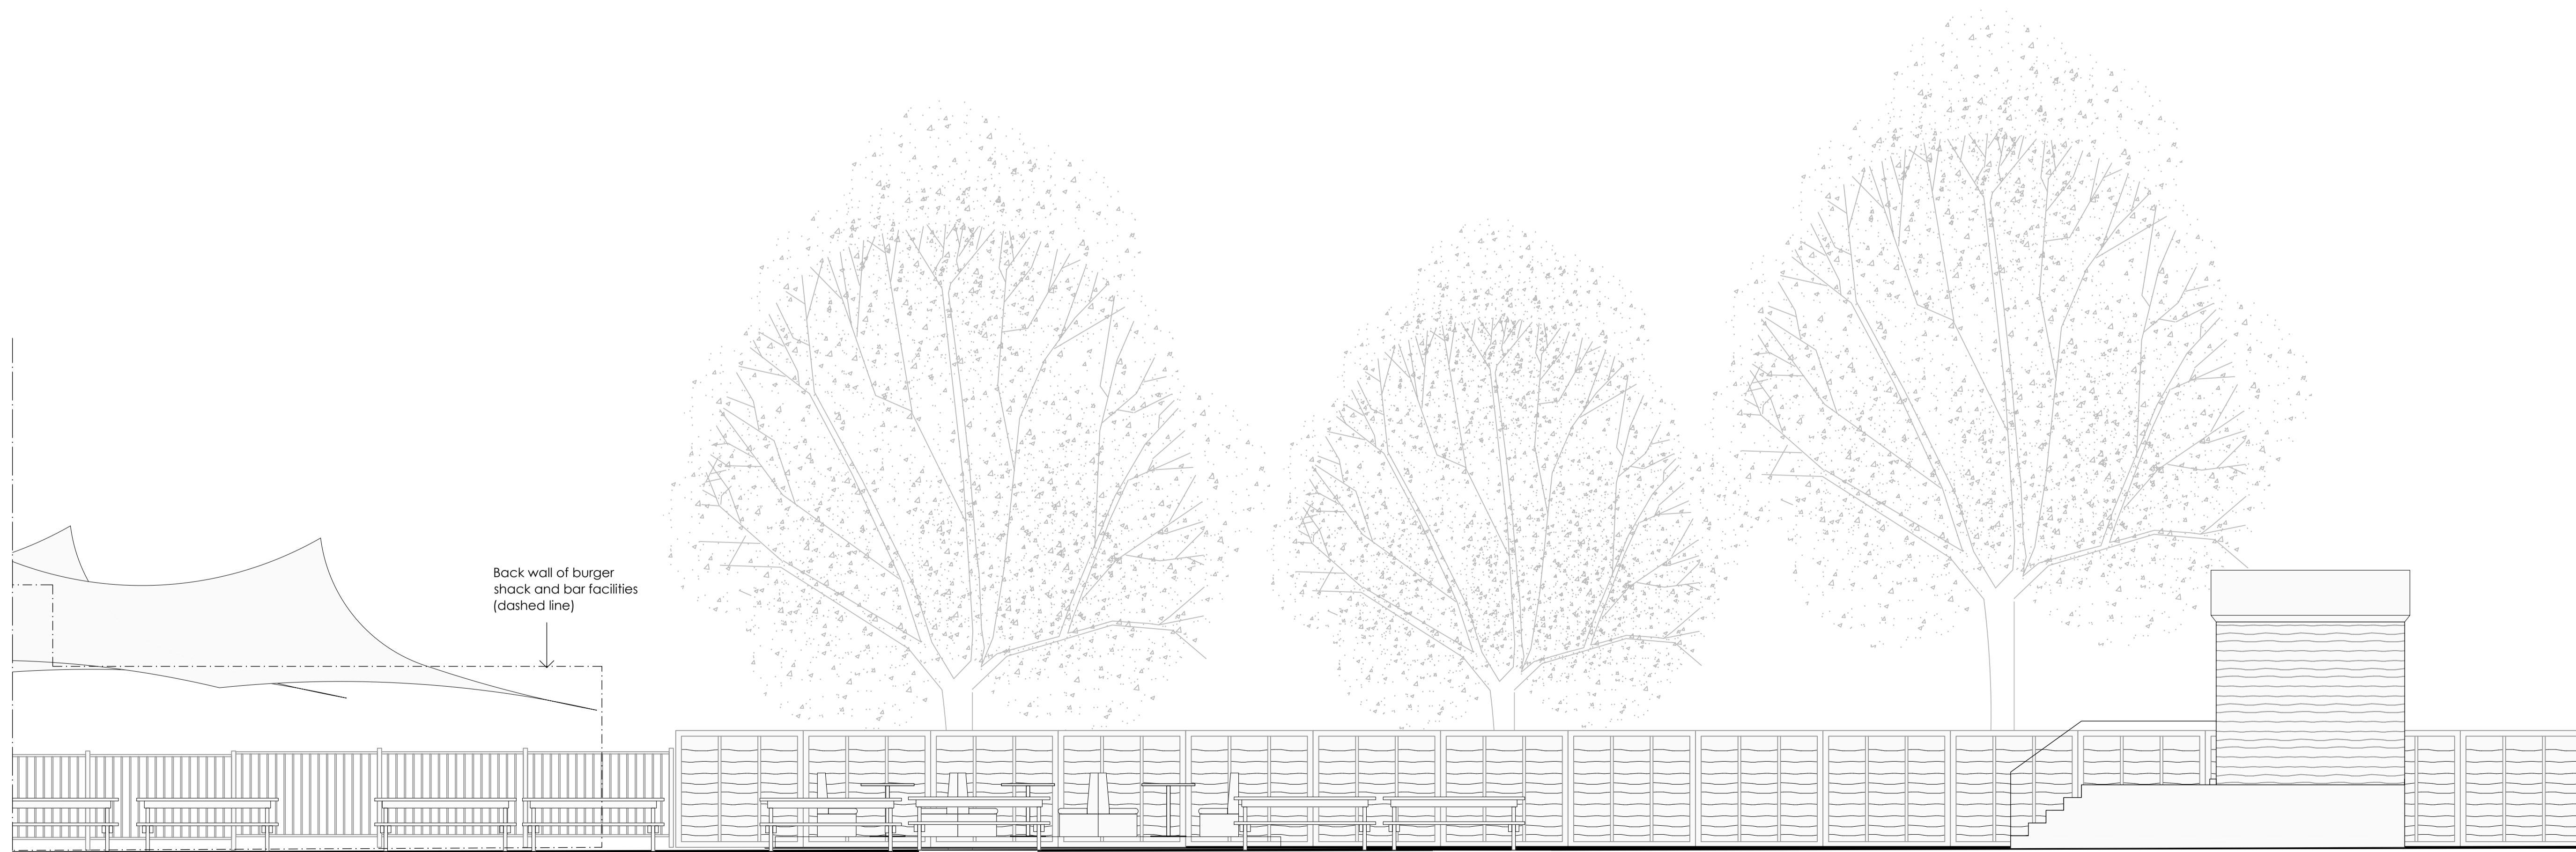 Back wall of burger
shack and bar facilities
(dashed line)